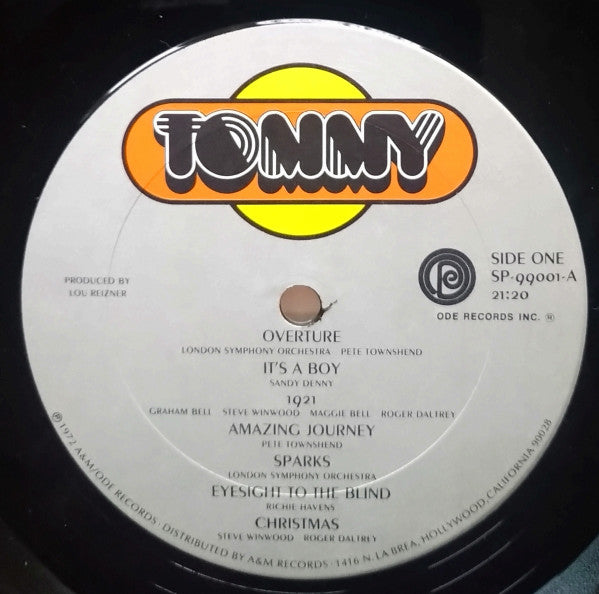 TOMMY
PRODUCED BY
LOU REIZNER
SIDE ONE
SP-99001-A
21:20
ODE RECORDS INC. ®
OVERTURE
LONDON SYMPHONY ORCHESTRA PETE TOWNSHEND
IT'S A BOY
SANDY DENNY
1921
GRAHAM BELL STEVE WINWOOD MAGGIE BELL ROGER DALTREY
AMAZING JOURNEY
PETE TOWNSHEND
SPARKS
LONDON SYMPHONY ORCHESTRA
EYESIGHT TO THE BLIND
RICHIE HAVENS
CHRISTMAS
STEVE WINWOOD ROGER DALTREY
℗1972 A&M/ODE RECORDS · DISTRIBUTED BY A&M RECORDS · 1416 N. LA BREA, HOLLYWOOD, CALIFORNIA 90028